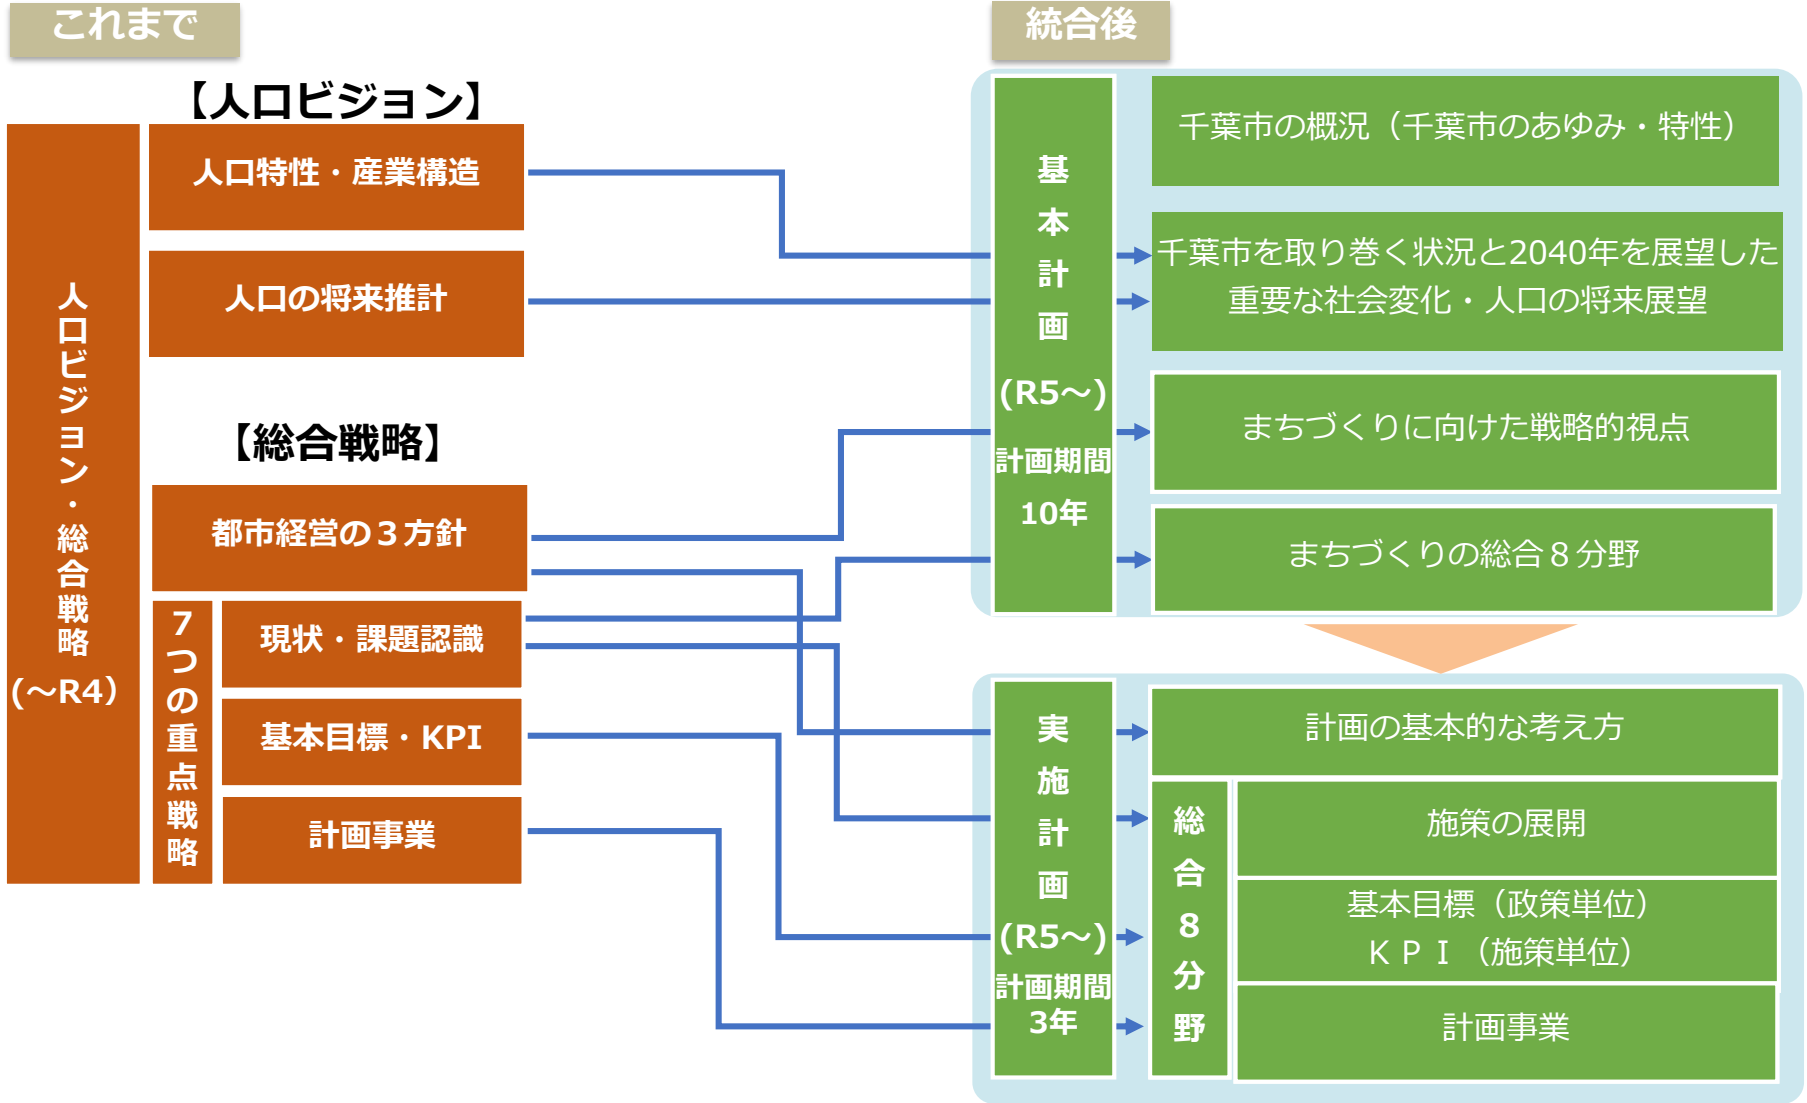 これまで
【人口ビジョン】
人口ビジョン・総合戦略
(～R4）
人口特性・産業構造
人口の将来推計
【総合戦略】
都市経営の３方針
７つの重点戦略
現状・課題認識
基本目標・KPI
計画事業
統合後
基本計画
(R5～)
計画期間
10年
千葉市の概況（千葉市のあゆみ・特性）
千葉市を取り巻く状況と2040年を展望した
重要な社会変化・人口の将来展望
まちづくりに向けた戦略的視点
まちづくりの総合８分野
実施計画
(R5～)
計画期間
3年
計画の基本的な考え方
総合８分野
施策の展開
基本目標（政策単位）
ＫＰＩ（施策単位）
計画事業